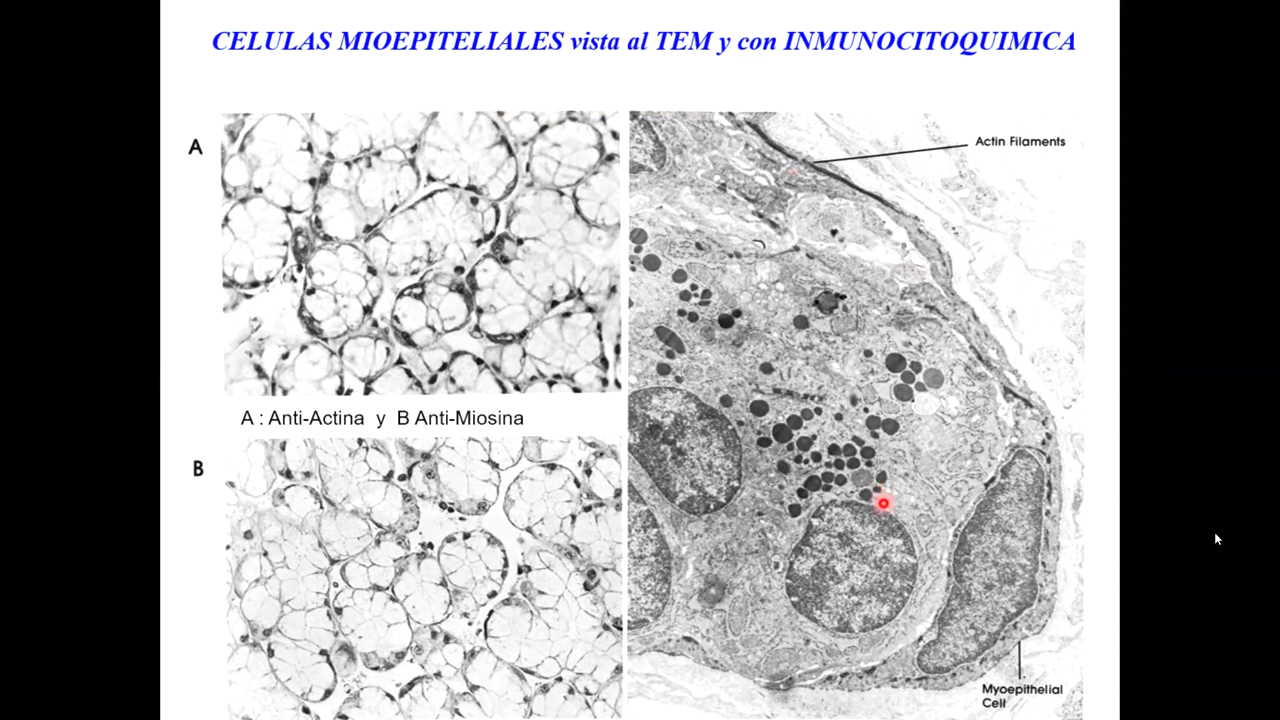 CELULAS MIOEPITELIALES vista al TEM y con INMUNOCITOQUIMICA
A
Actin Filaments
A : Anti-Actina y B Anti-Miosina
B
Myoepithelial
Cell